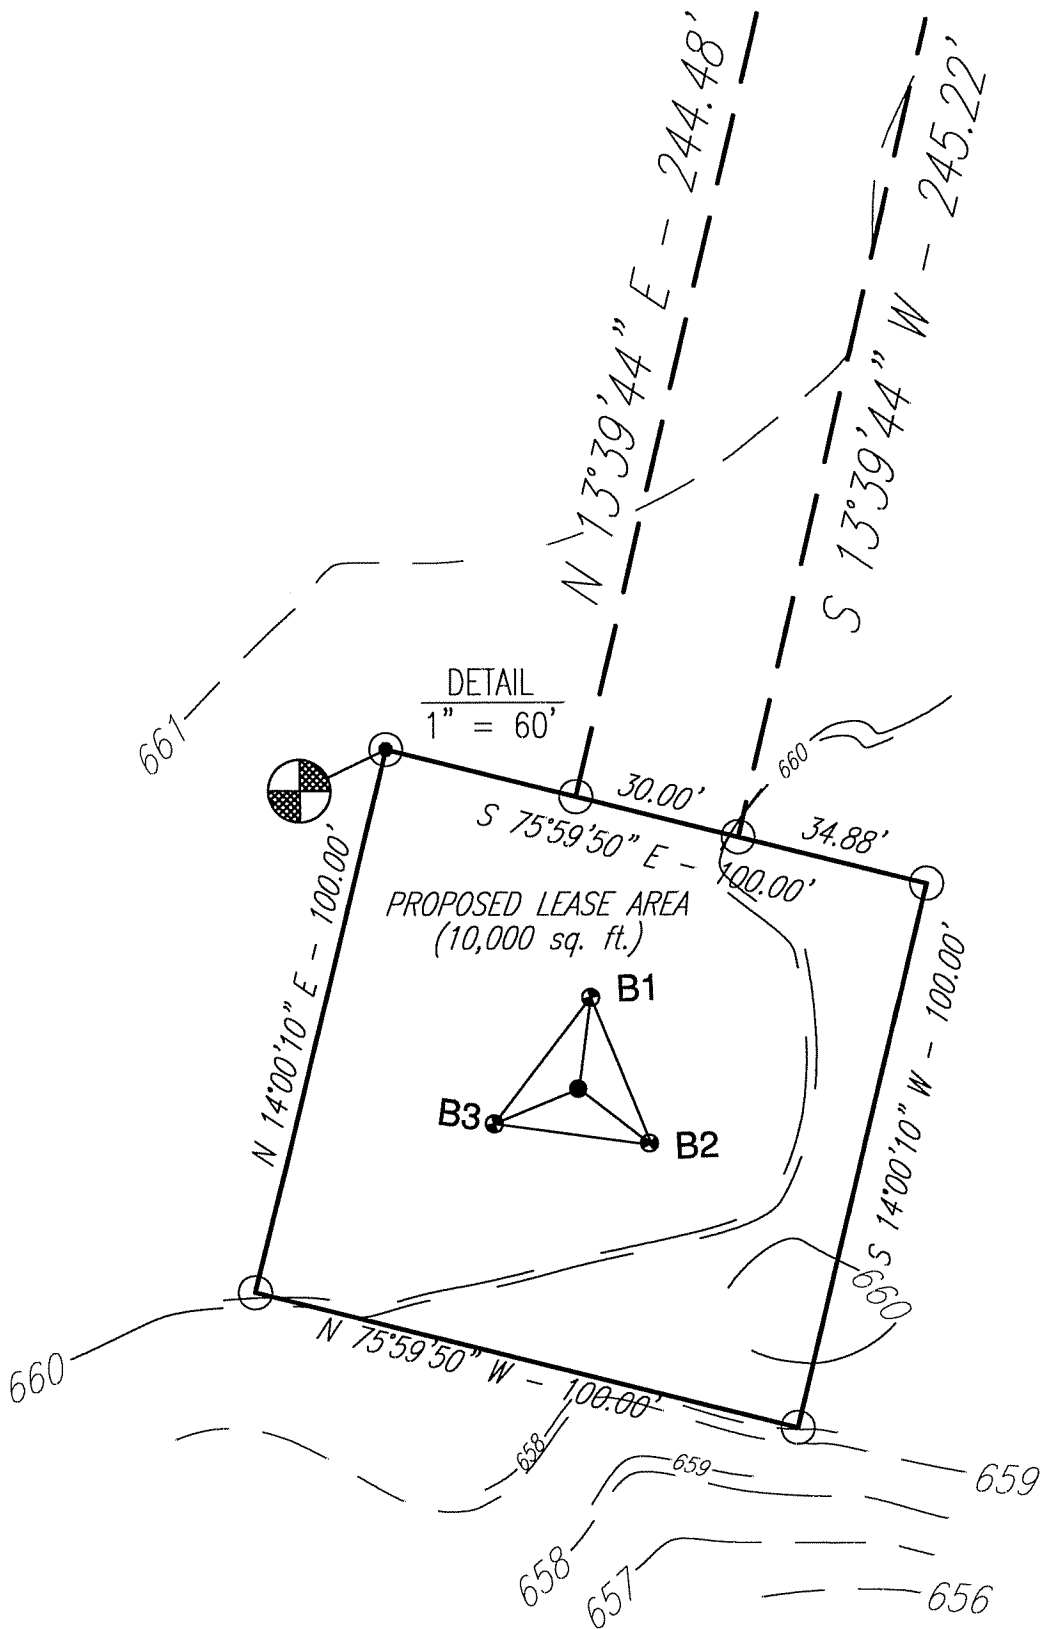 N 13°39'44" E - 244.48'
S 13°39'44" W - 245.22'
661
DETAIL
1" = 60'
660
30.00'
34.88'
S 75°59'50" E - 100.00'
PROPOSED LEASE AREA
(10,000 sq. ft.)
N 14°00'10" E - 100.00'
S 14°00'10" W - 100.00'
B1
B3
B2
660
660
N 75°59'50" W - 100.00'
658
659
659
658
657
656